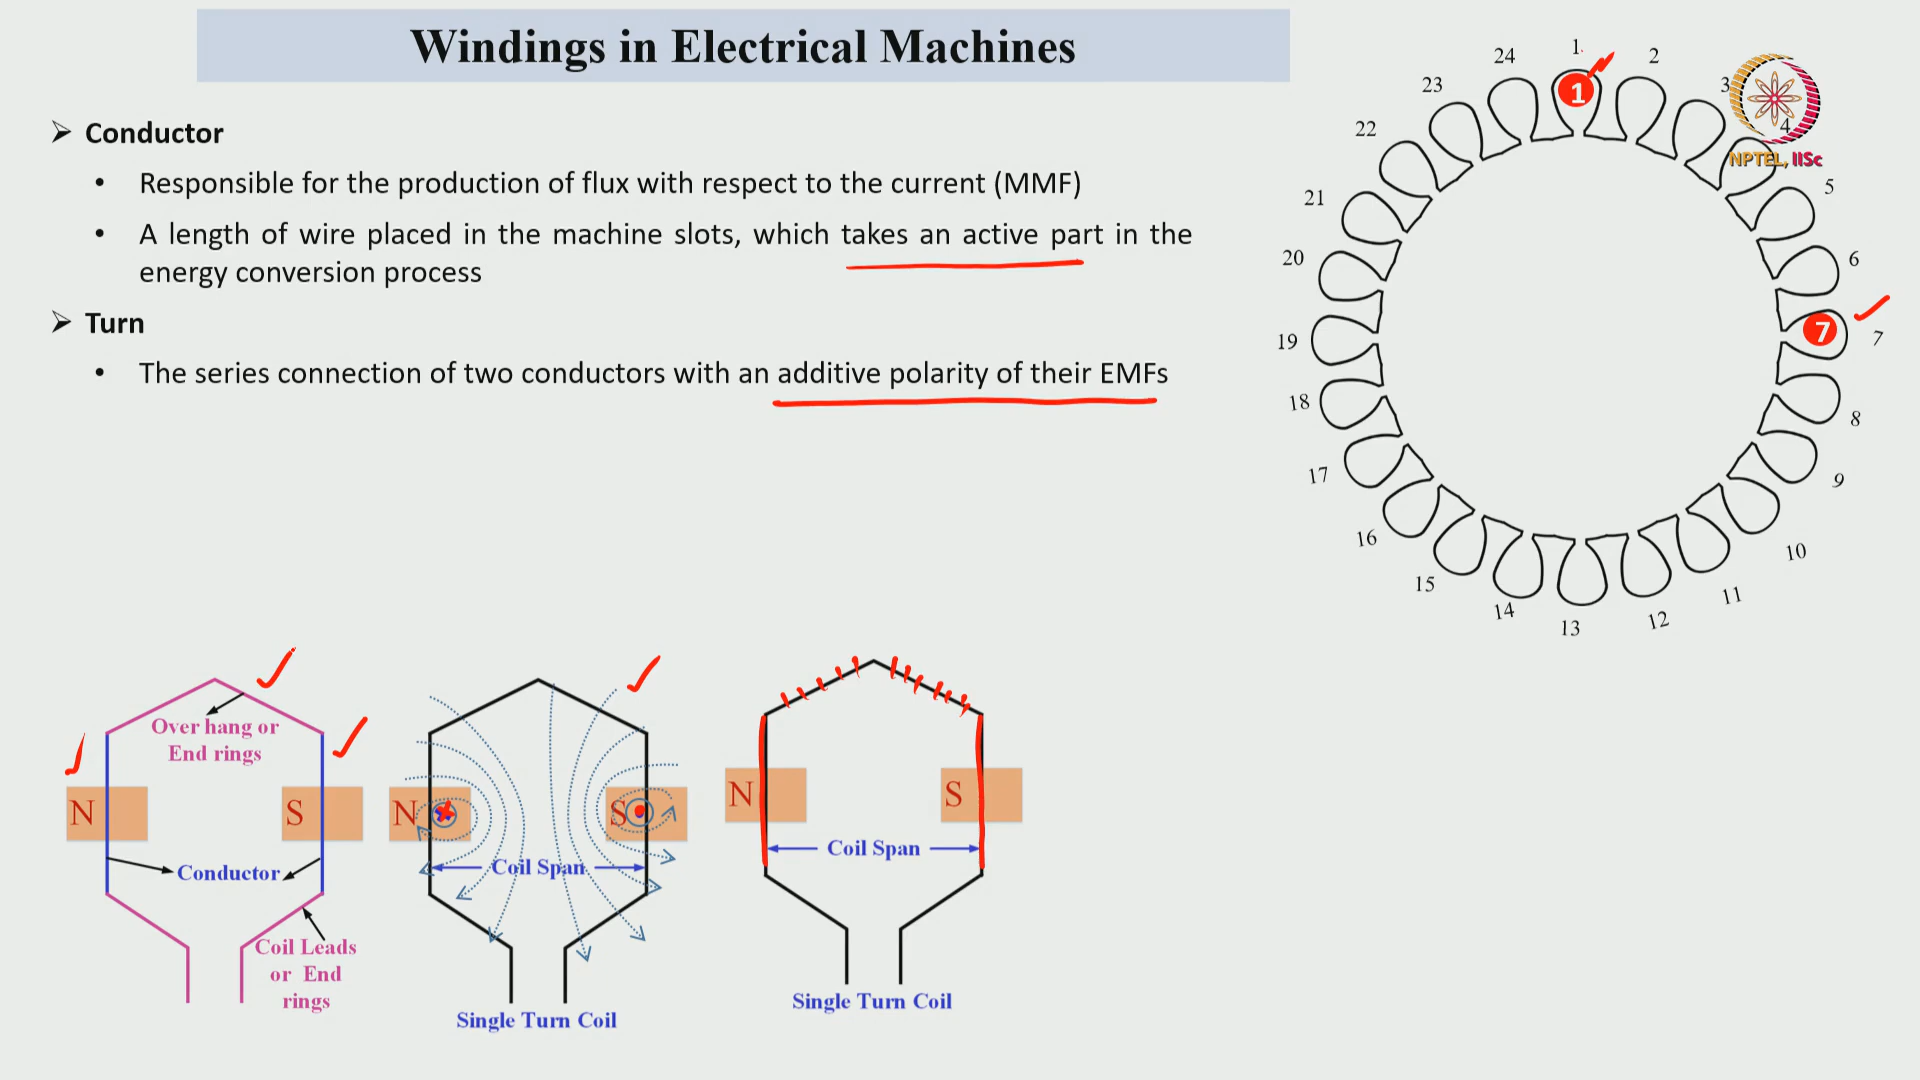 Windings in Electrical Machines
➢ Conductor
• Responsible for the production of flux with respect to the current (MMF)
• A length of wire placed in the machine slots, which takes an active part in the
energy conversion process
➢ Turn
• The series connection of two conductors with an additive polarity of their EMFs
1
2
3
4
5
6
7
8
9
10
11
12
13
14
15
16
17
18
19
20
21
22
23
24
1
7
NPTEL, IISc
Over hang or
End rings
N
S
Conductor
Coil Leads
or End
rings
N
S
Coil Span
Single Turn Coil
N
S
Coil Span
Single Turn Coil